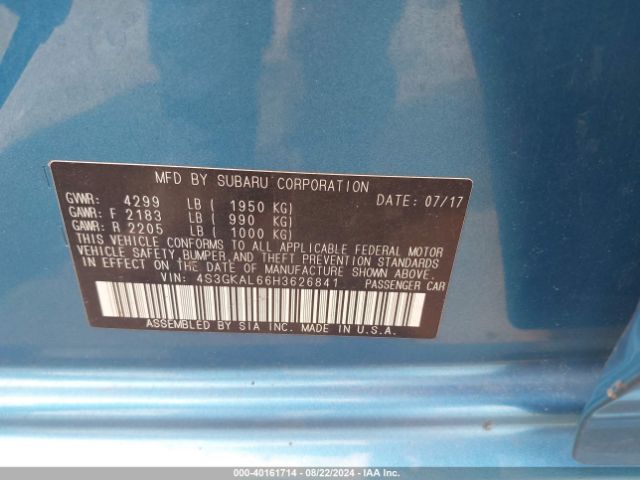 MFD BY SUBARU CORPORATION
GVWR: 4299 LB ( 1950 KG) DATE: 07/17
GAWR: F 2183 LB ( 990 KG)
GAWR: R 2205 LB ( 1000 KG)
THIS VEHICLE CONFORMS TO ALL APPLICABLE FEDERAL MOTOR
VEHICLE SAFETY, BUMPER, AND THEFT PREVENTION STANDARDS
IN EFFECT ON THE DATE OF MANUFACTURE SHOWN ABOVE.
VIN: 4S3GKAL66H3626841 PASSENGER CAR
ASSEMBLED BY SIA INC. MADE IN U.S.A.
000-40161714 - 08/22/2024 - IAA Inc.